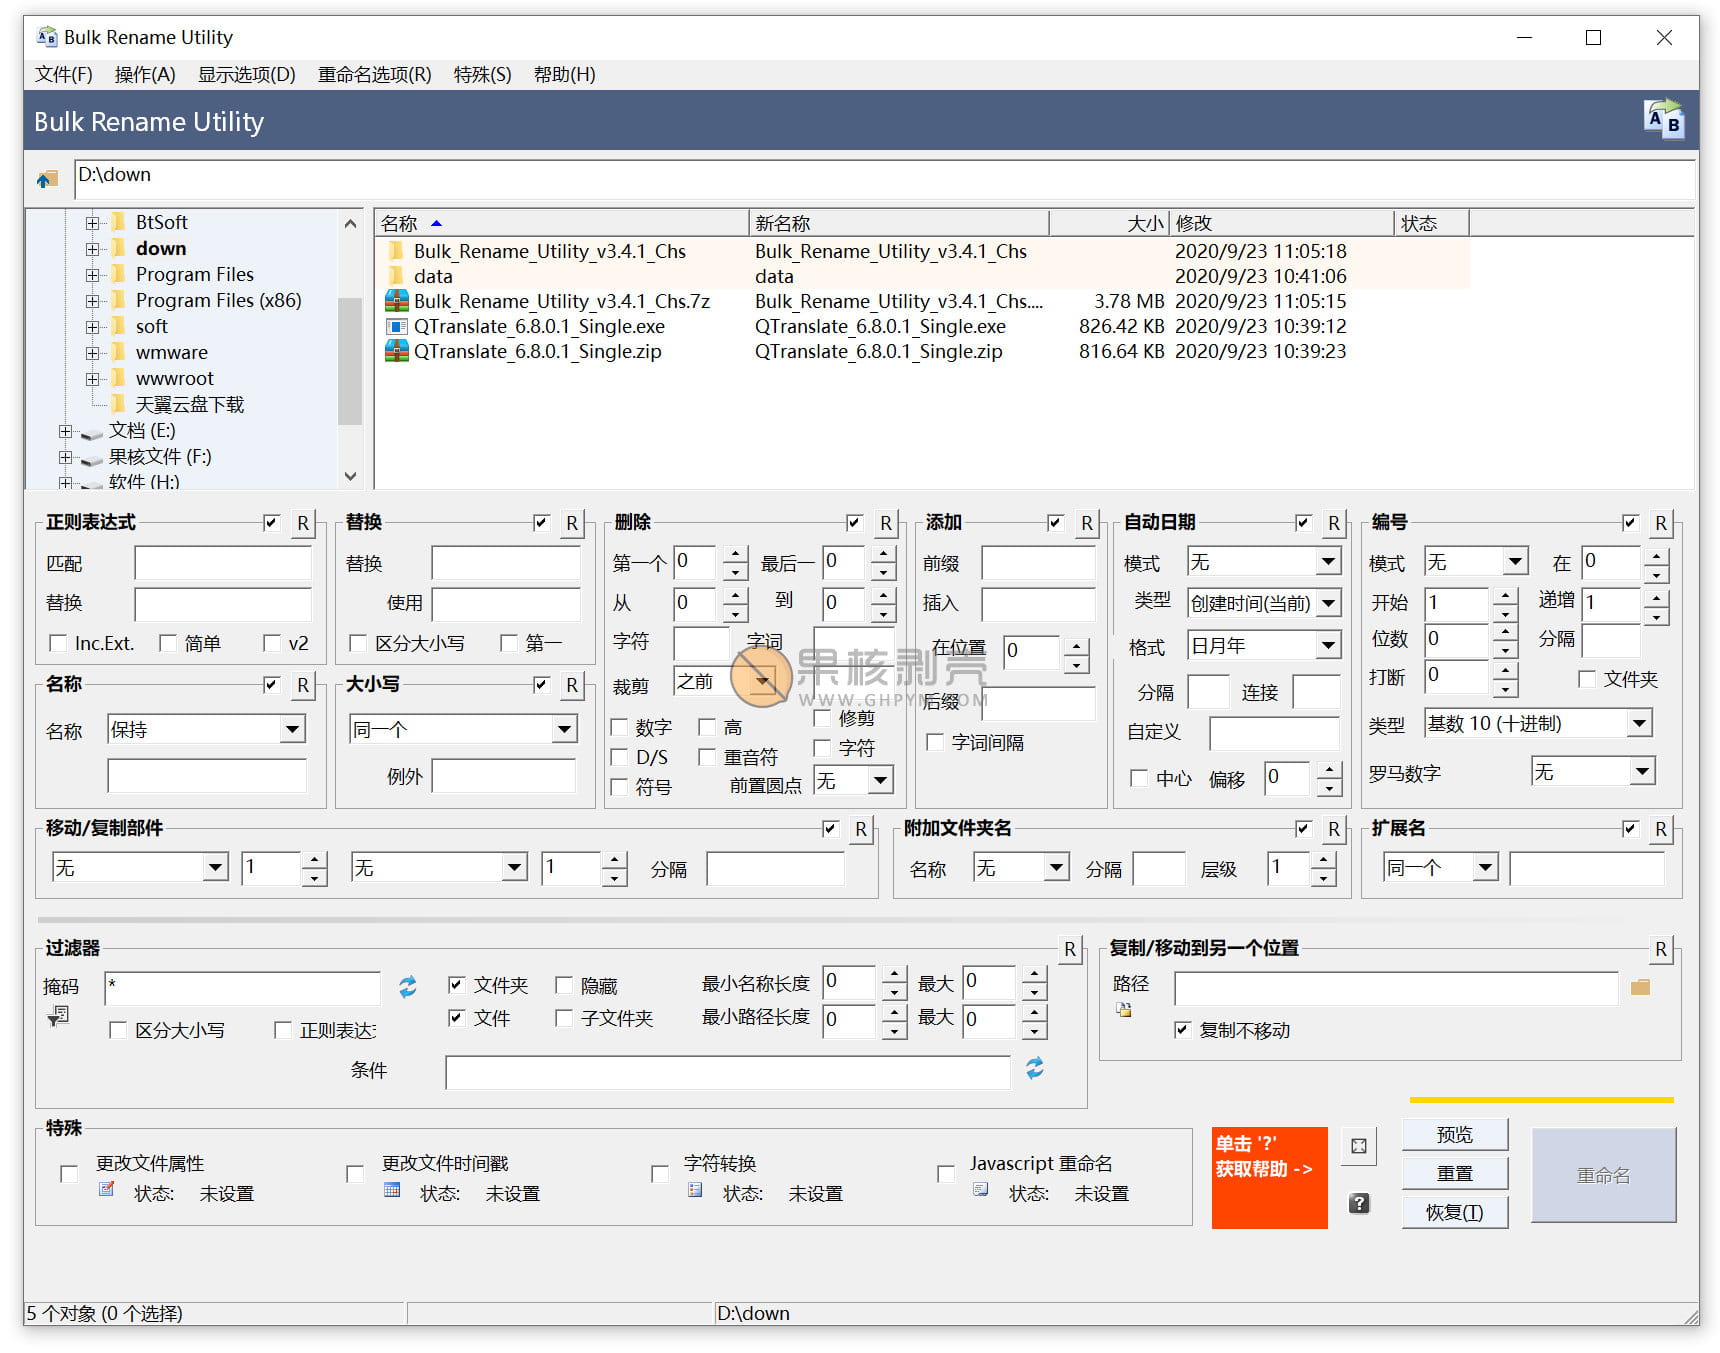 Bulk Rename Utility
文件(F) 操作(A) 显示选项(D) 重命名选项(R) 特殊(S) 帮助(H)
Bulk Rename Utility
D:\down
BtSoft
down
Program Files
Program Files (x86)
soft
wmware
wwwroot
天翼云盘下载
文档 (E:)
果核文件 (F:)
软件 (H:)
名称 新名称 大小 修改 状态
Bulk_Rename_Utility_v3.4.1_Chs Bulk_Rename_Utility_v3.4.1_Chs 2020/9/23 11:05:18
data data 2020/9/23 10:41:06
Bulk_Rename_Utility_v3.4.1_Chs.7z Bulk_Rename_Utility_v3.4.1_Chs.... 3.78 MB 2020/9/23 11:05:15
QTranslate_6.8.0.1_Single.exe QTranslate_6.8.0.1_Single.exe 826.42 KB 2020/9/23 10:39:12
QTranslate_6.8.0.1_Single.zip QTranslate_6.8.0.1_Single.zip 816.64 KB 2020/9/23 10:39:23
正则表达式 R
匹配
替换
Inc.Ext. 简单 v2
替换 R
替换
使用
区分大小写 第一
删除 R
第一个 0 最后一 0
从 0 到 0
字符 字词
裁剪 之前
数字 高 修剪
D/S 重音符 字符
符号 前置圆点 无
添加 R
前缀
插入
在位置 0
后缀
字词间隔
自动日期 R
模式 无
类型 创建时间(当前)
格式 日月年
分隔 连接
自定义
中心 偏移 0
编号 R
模式 无 在 0
开始 1 递增 1
位数 0 分隔
打断 0 文件夹
类型 基数 10 (十进制)
罗马数字 无
名称 R
名称 保持
大小写 R
同一个
例外
果核剥壳
WWW.GHPYM.COM
移动/复制部件 R
无 1 无 1 分隔
附加文件夹名 R
名称 无 分隔 层级 1
扩展名 R
同一个
过滤器 R
掩码 * 文件夹 隐藏 最小名称长度 0 最大 0
区分大小写 正则表达 文件 子文件夹 最小路径长度 0 最大 0
条件
复制/移动到另一个位置 R
路径
复制不移动
特殊
更改文件属性 更改文件时间戳 字符转换 Javascript 重命名
状态: 未设置 状态: 未设置 状态: 未设置 状态: 未设置
单击 '?'
获取帮助 ->
?
预览
重置
恢复(T)
重命名
5 个对象 (0 个选择) D:\down